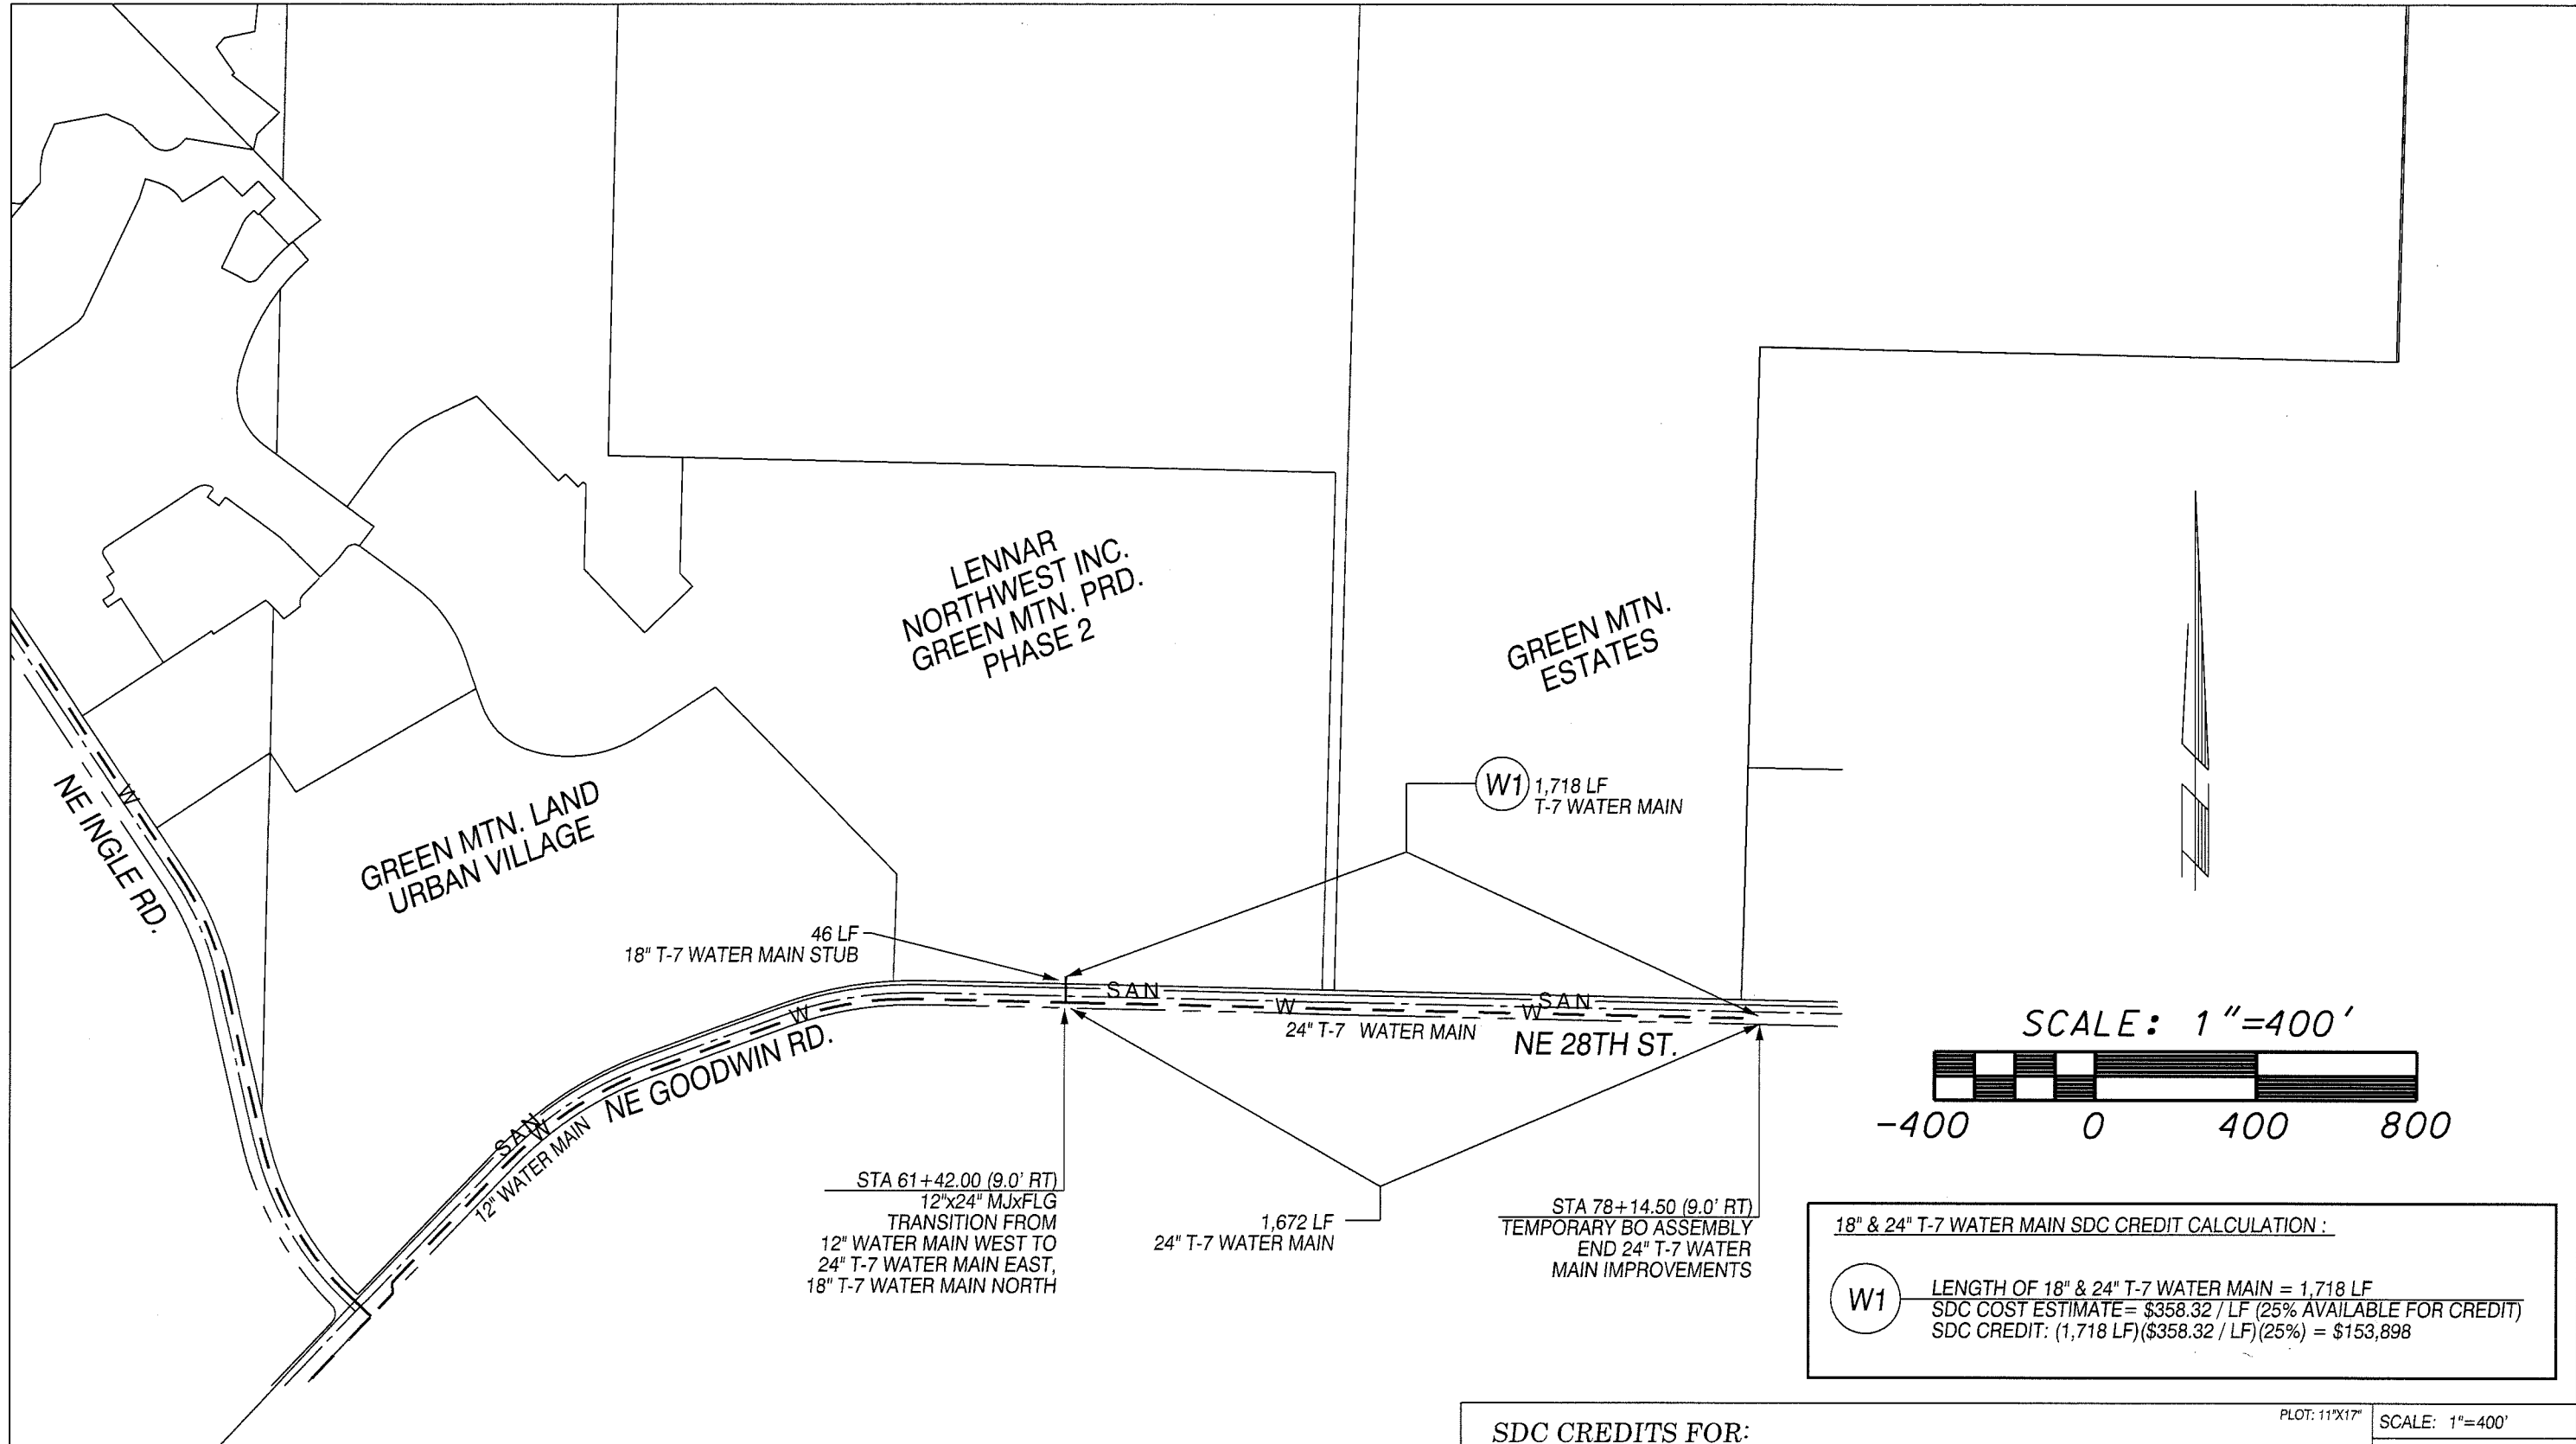 LENNAR
NORTHWEST INC.
GREEN MTN. PRD.
PHASE 2
GREEN MTN.
ESTATES
W1
1,718 LF
T-7 WATER MAIN
W
NE INGLE RD.
GREEN MTN. LAND
URBAN VILLAGE
46 LF
18" T-7 WATER MAIN STUB
SAN
W
SAN
W
W
24" T-7 WATER MAIN
NE 28TH ST.
NE GOODWIN RD.
SAN
W
12" WATER MAIN
SCALE: 1"=400'
-400 0 400 800
STA 61+42.00 (9.0' RT)
12"x24" MJxFLG
TRANSITION FROM
12" WATER MAIN WEST TO
24" T-7 WATER MAIN EAST,
18" T-7 WATER MAIN NORTH
1,672 LF
24" T-7 WATER MAIN
STA 78+14.50 (9.0' RT)
TEMPORARY BO ASSEMBLY
END 24" T-7 WATER
MAIN IMPROVEMENTS
18" & 24" T-7 WATER MAIN SDC CREDIT CALCULATION :
W1
LENGTH OF 18" & 24" T-7 WATER MAIN = 1,718 LF
SDC COST ESTIMATE= $358.32 / LF (25% AVAILABLE FOR CREDIT)
SDC CREDIT: (1,718 LF)($358.32 / LF)(25%) = $153,898
SDC CREDITS FOR:
PLOT: 11"X17"
SCALE: 1"=400'